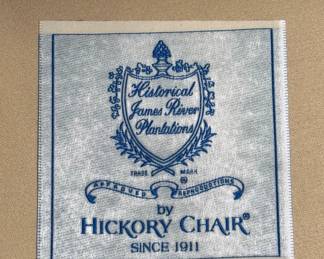 Historical
James River
Plantations
TRADE MARK
®
APPROVED REPRODUCTIONS
by
HICKORY CHAIR®
SINCE 1911